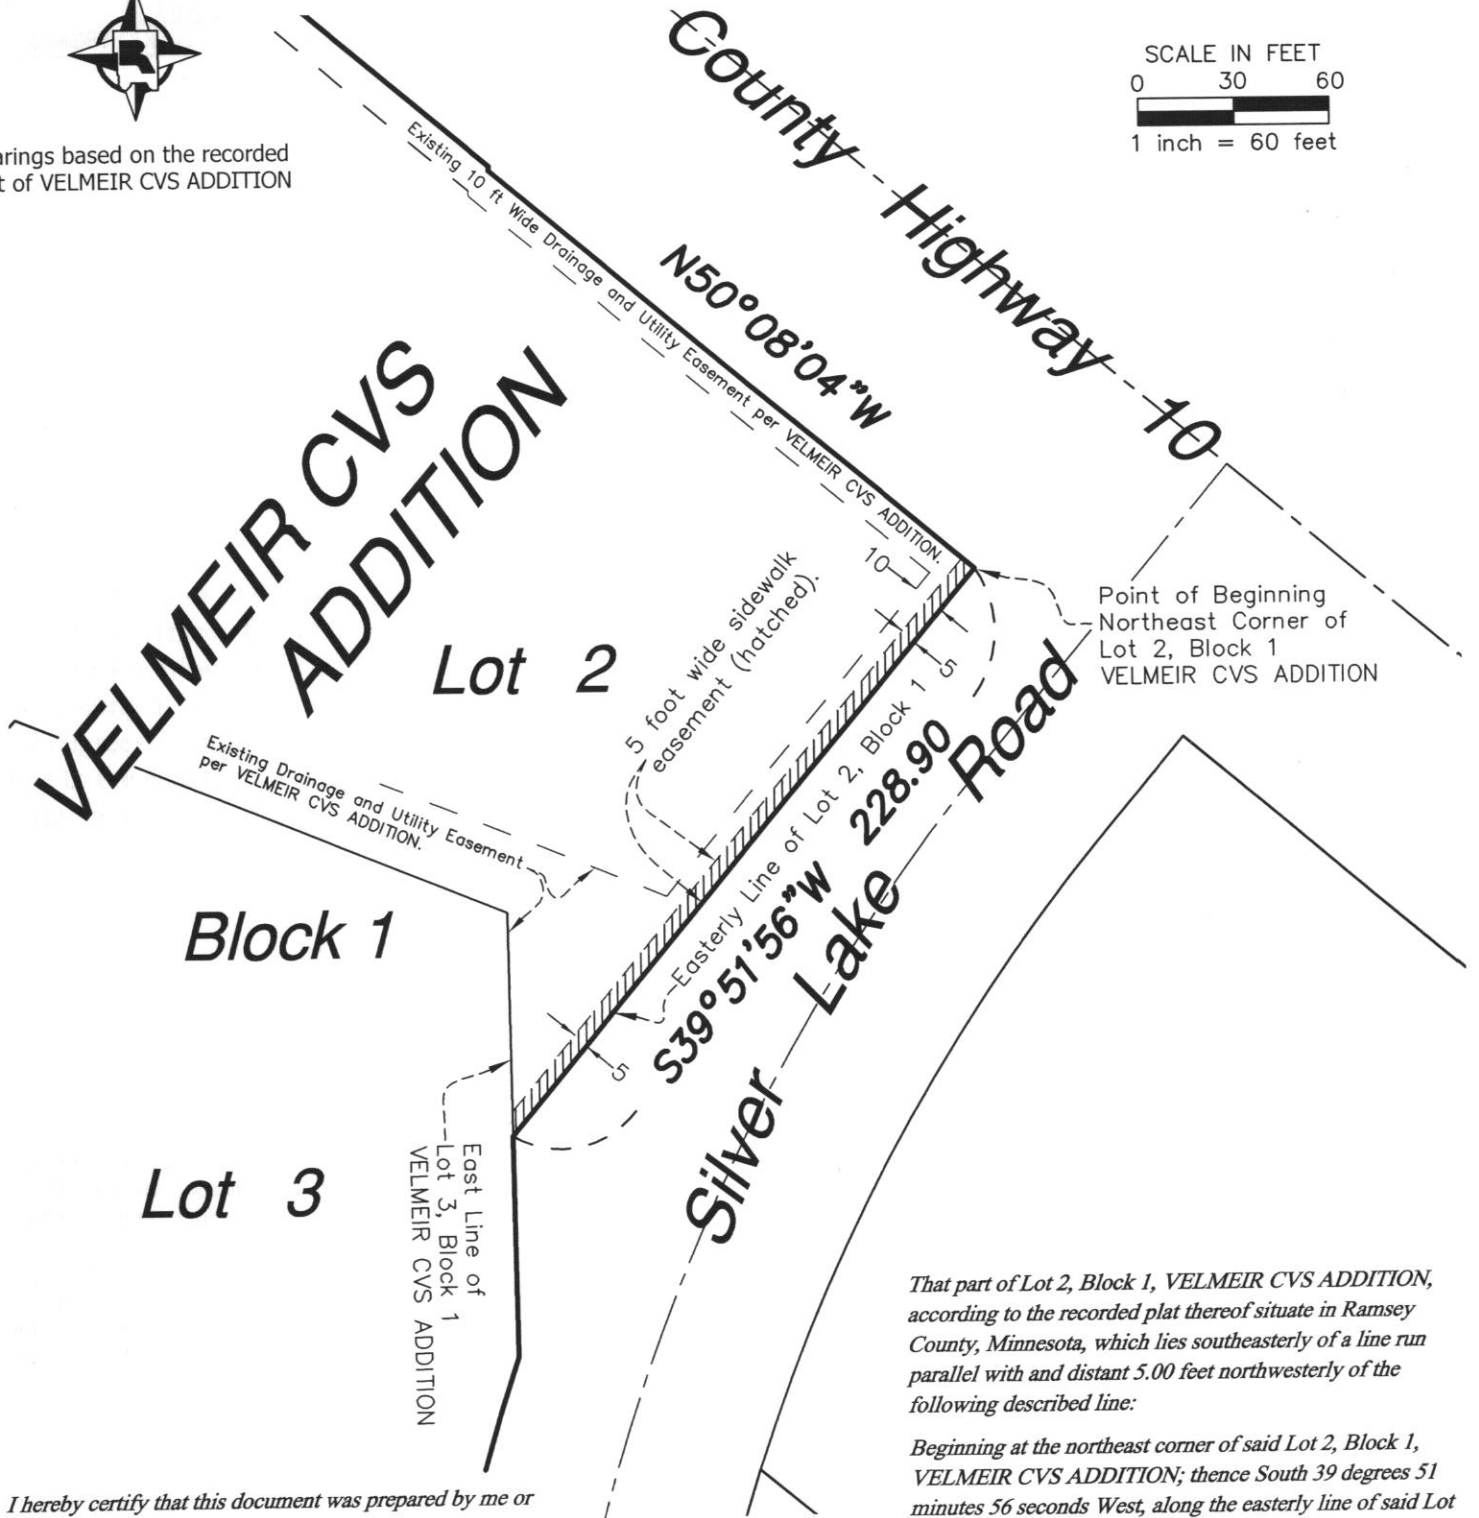 R
arings based on the recorded
t of VELMEIR CVS ADDITION
SCALE IN FEET
0 30 60
1 inch = 60 feet
County Highway 10
Existing 10 ft Wide Drainage and Utility Easement per VELMEIR CVS ADDITION.
N50°08'04"W
VELMEIR CVS
ADDITION
Lot 2
10
5 foot wide sidewalk
easement (hatched).
5
Point of Beginning
Northeast Corner of
Lot 2, Block 1
VELMEIR CVS ADDITION
Existing Drainage and Utility Easement
per VELMEIR CVS ADDITION.
Easterly Line of Lot 2, Block 1
S39°51'56"W 228.90
Silver Lake Road
Block 1
5
Lot 3
East Line of
Lot 3, Block 1
VELMEIR CVS ADDITION
That part of Lot 2, Block 1, VELMEIR CVS ADDITION,
according to the recorded plat thereof situate in Ramsey
County, Minnesota, which lies southeasterly of a line run
parallel with and distant 5.00 feet northwesterly of the
following described line:
Beginning at the northeast corner of said Lot 2, Block 1,
VELMEIR CVS ADDITION; thence South 39 degrees 51
minutes 56 seconds West, along the easterly line of said Lot
I hereby certify that this document was prepared by me or